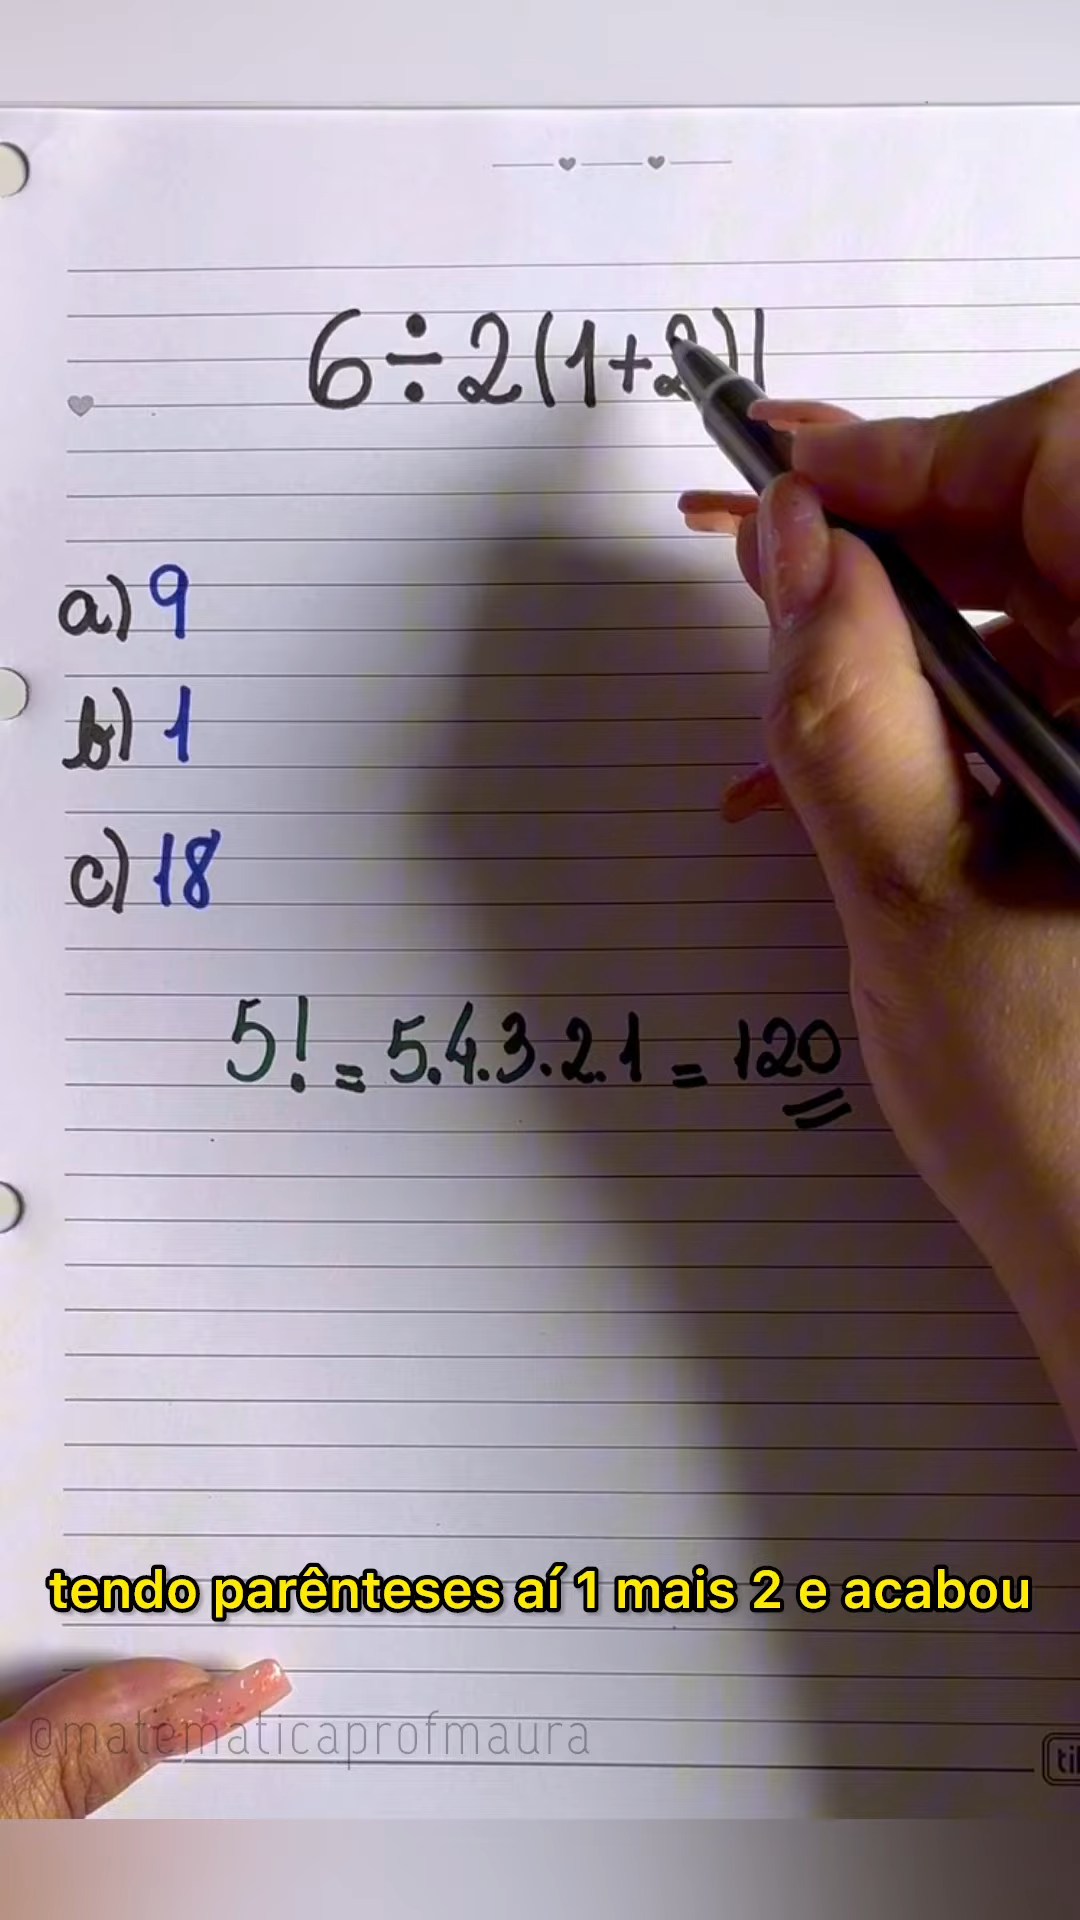 6÷2(1+2)!
a) 9
b) 1
c) 18
5! = 5.4.3.2.1 = 120
tendo parênteses aí 1 mais 2 e acabou
@matematicaprofmaura